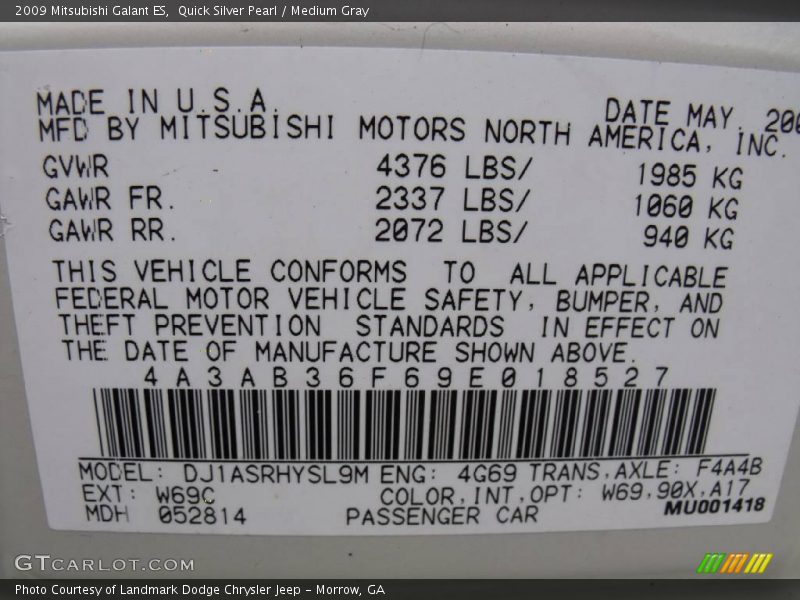 2009 Mitsubishi Galant ES, Quick Silver Pearl / Medium Gray
MADE IN U.S.A. DATE MAY. 200
MFD BY MITSUBISHI MOTORS NORTH AMERICA, INC.
GVWR 4376 LBS/ 1985 KG
GAWR FR. 2337 LBS/ 1060 KG
GAWR RR. 2072 LBS/ 940 KG
THIS VEHICLE CONFORMS TO ALL APPLICABLE
FEDERAL MOTOR VEHICLE SAFETY, BUMPER, AND
THEFT PREVENTION STANDARDS IN EFFECT ON
THE DATE OF MANUFACTURE SHOWN ABOVE.
4A3AB36F69E018527
MODEL: DJ1ASRHYSL9M ENG: 4G69 TRANS,AXLE: F4A4B
EXT: W69C COLOR,INT,OPT: W69,90X,A17
MDH 052814 PASSENGER CAR MU001418
GTCARLOT.COM
Photo Courtesy of Landmark Dodge Chrysler Jeep - Morrow, GA